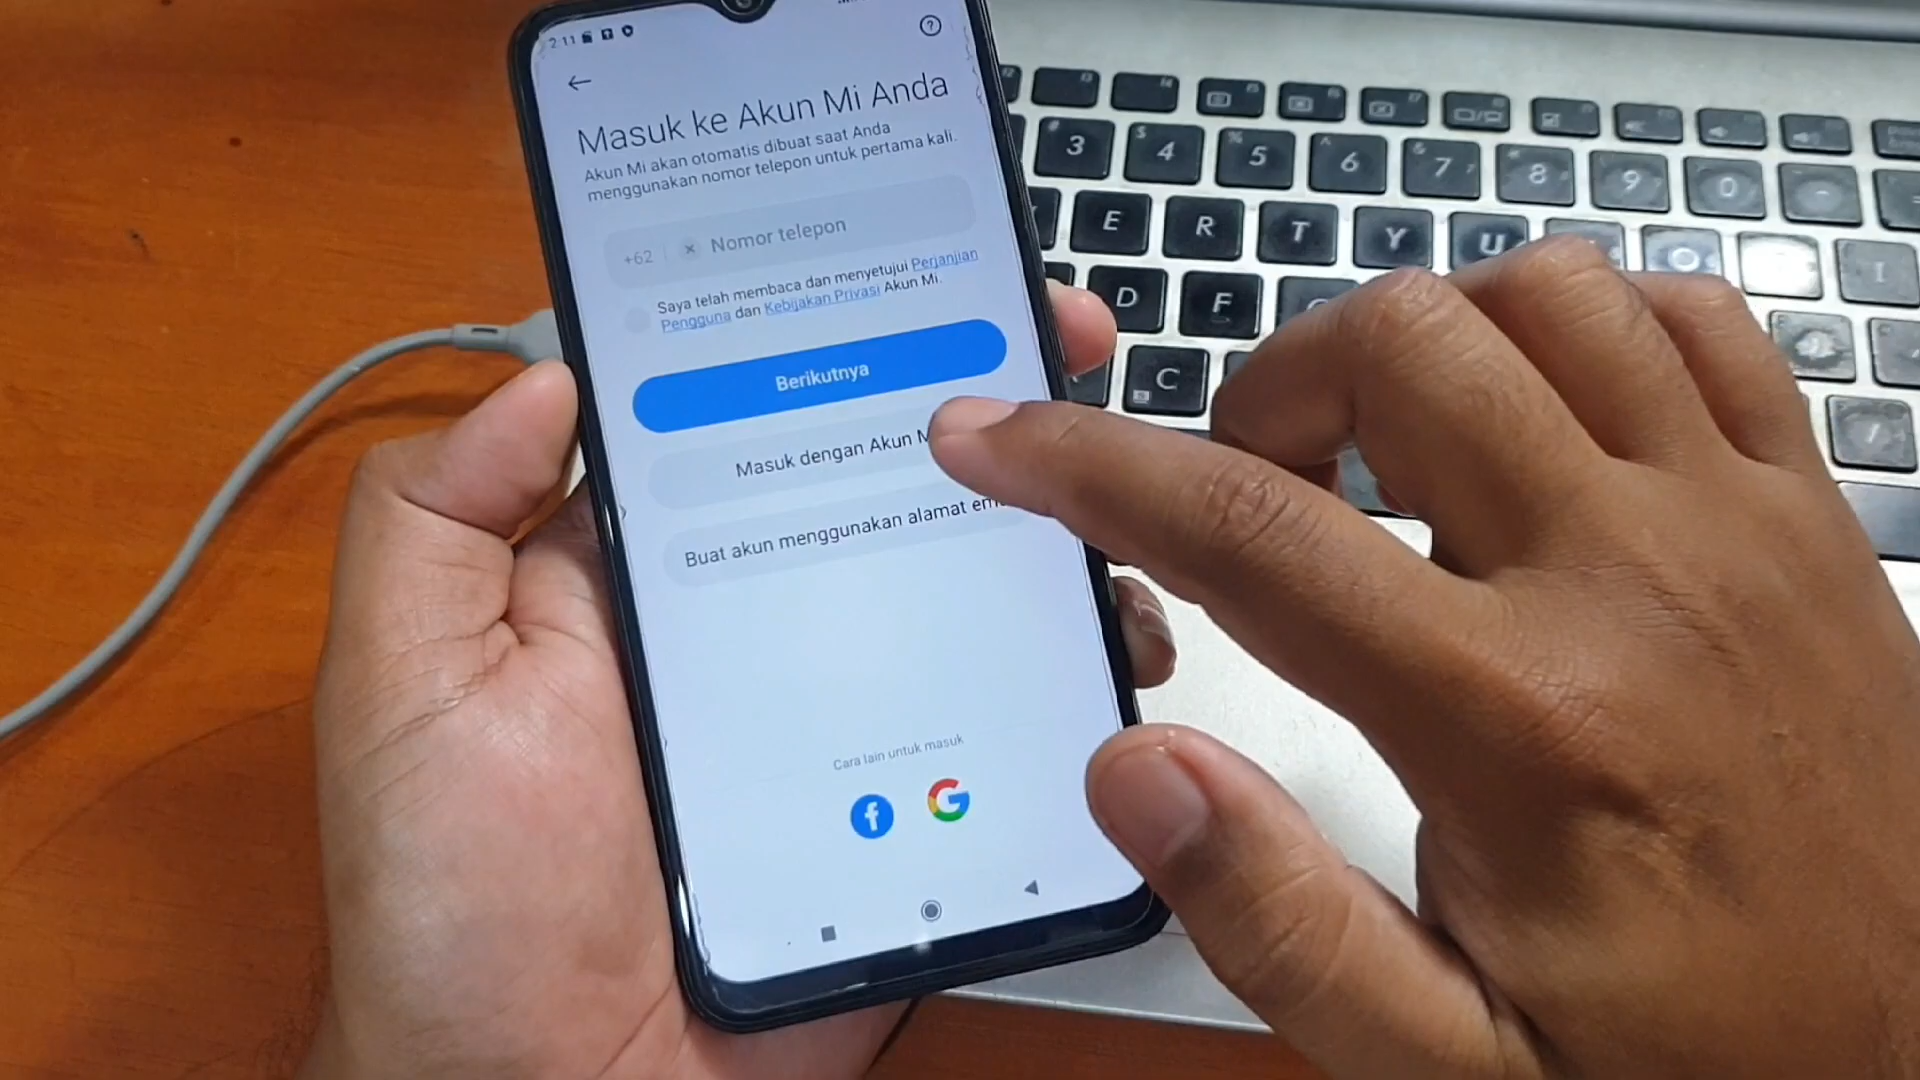 2 11
?
Masuk ke Akun Mi Anda
Akun Mi akan otomatis dibuat saat Anda
menggunakan nomor telepon untuk pertama kali.
+62 × Nomor telepon
Saya telah membaca dan menyetujui Perjanjian
Pengguna dan Kebijakan Privasi Akun Mi.
Berikutnya
Masuk dengan Akun
Buat akun menggunakan alamat
Cara lain untuk masuk
f G
# 3 $ 4 % 5 ^ 6 & 7 8 9 0
E R T Y U O I
D F
C